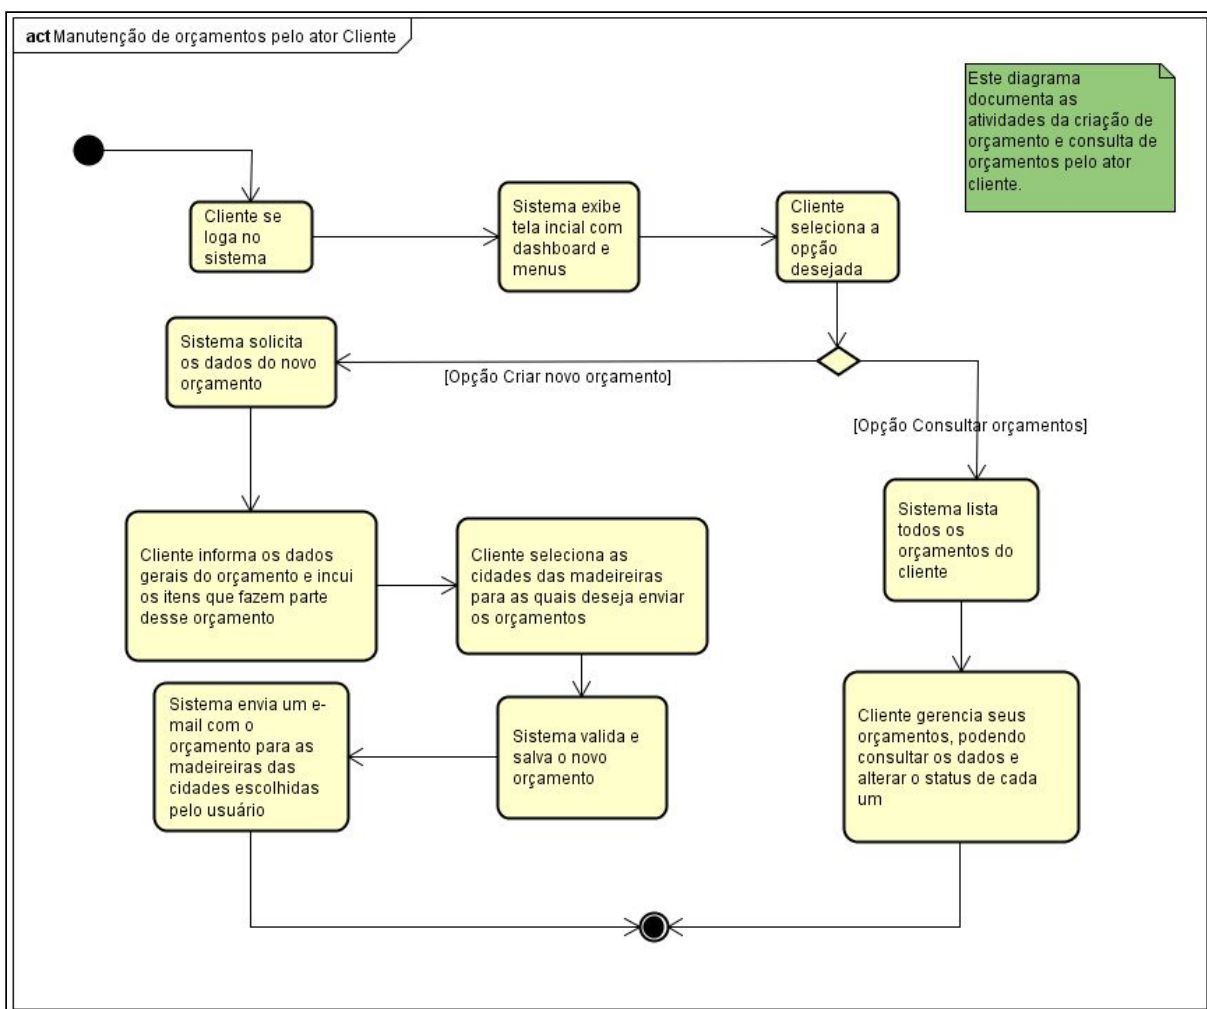 act Manutenção de orçamentos pelo ator Cliente
Este diagrama
documenta as
atividades da criação de
orçamento e consulta de
orçamentos pelo ator
cliente.
Cliente se
loga no
sistema
Sistema exibe
tela incial com
dashboard e
menus
Cliente
seleciona a
opção
desejada
Sistema solicita
os dados do novo
orçamento
[Opção Criar novo orçamento]
[Opção Consultar orçamentos]
Cliente informa os dados
gerais do orçamento e incui
os itens que fazem parte
desse orçamento
Cliente seleciona as
cidades das madeireiras
para as quais deseja enviar
os orçamentos
Sistema lista
todos os
orçamentos do
cliente
Sistema envia um e-
mail com o
orçamento para as
madeireiras das
cidades escolhidas
pelo usuário
Sistema valida e
salva o novo
orçamento
Cliente gerencia seus
orçamentos, podendo
consultar os dados e
alterar o status de cada
um